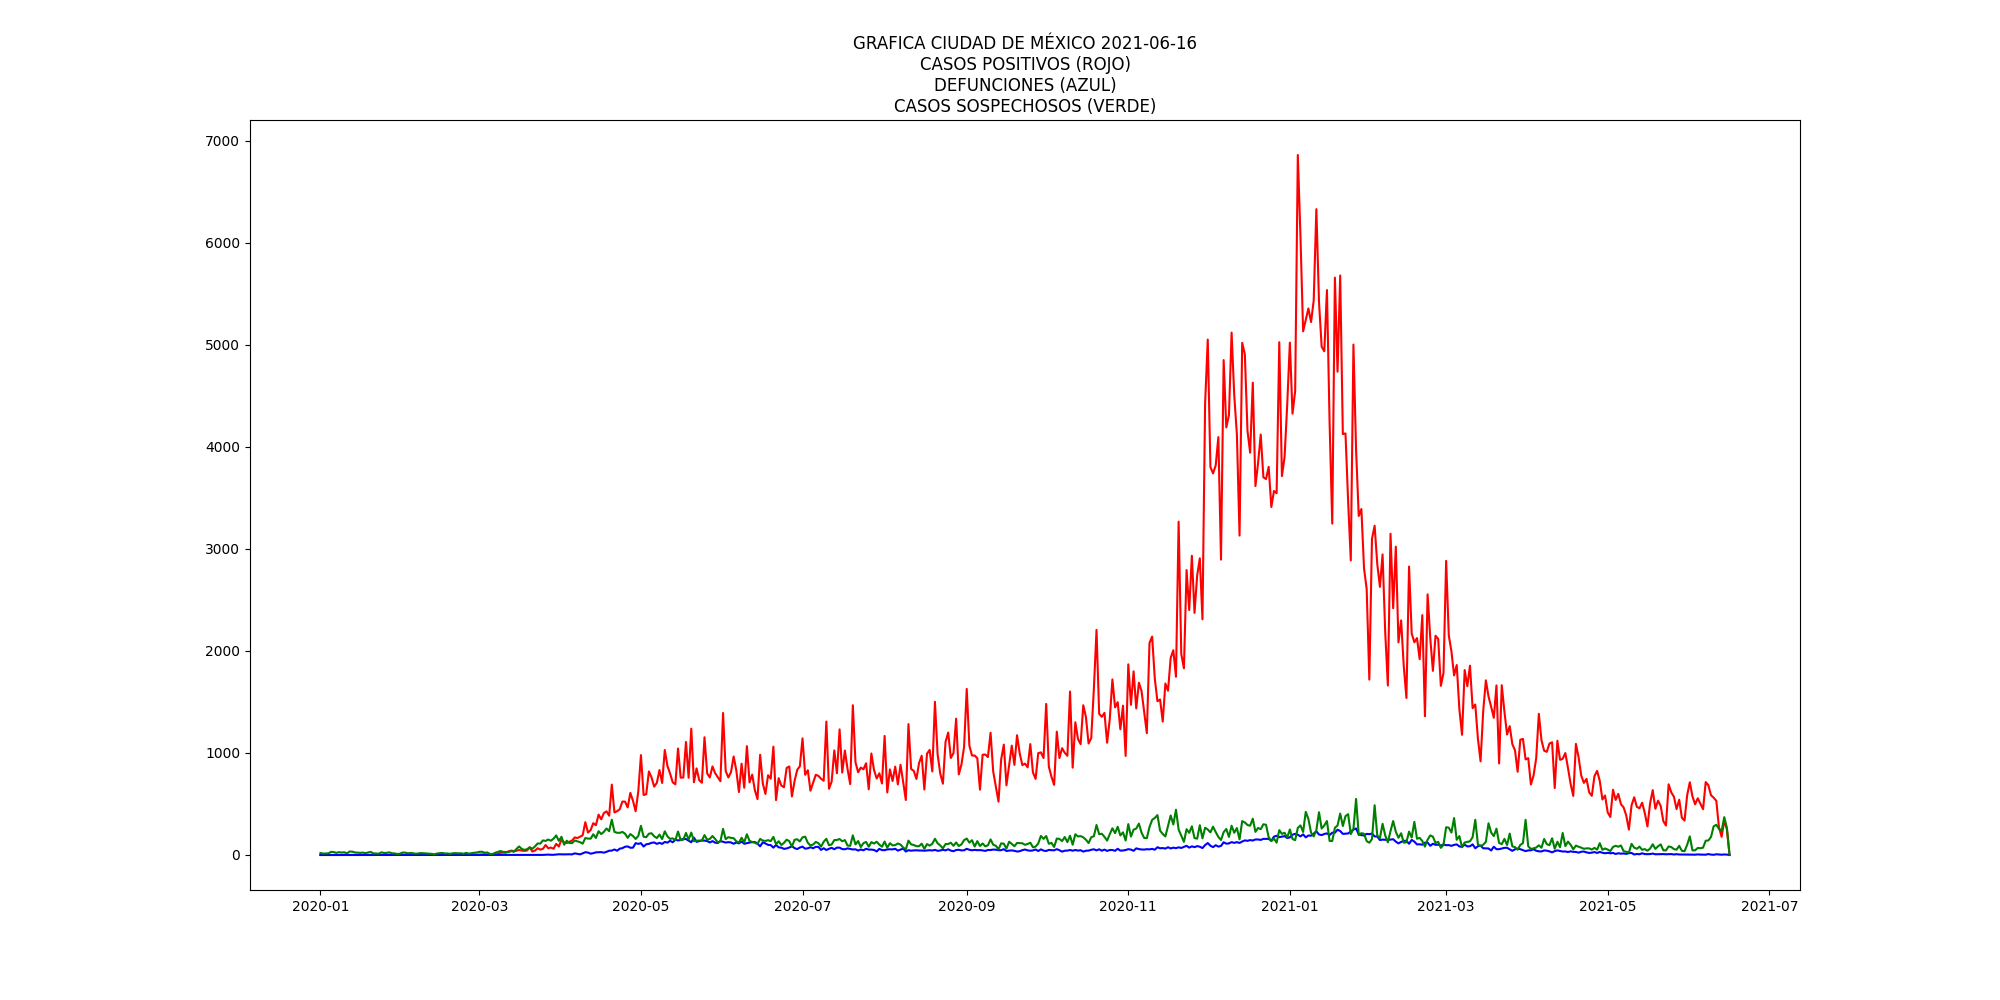 GRAFICA CIUDAD DE MÉXICO 2021-06-16
CASOS POSITIVOS (ROJO)
DEFUNCIONES (AZUL)
CASOS SOSPECHOSOS (VERDE)
7000
6000
5000
4000
3000
2000
1000
0
2020-01 2020-03 2020-05 2020-07 2020-09 2020-11 2021-01 2021-03 2021-05 2021-07